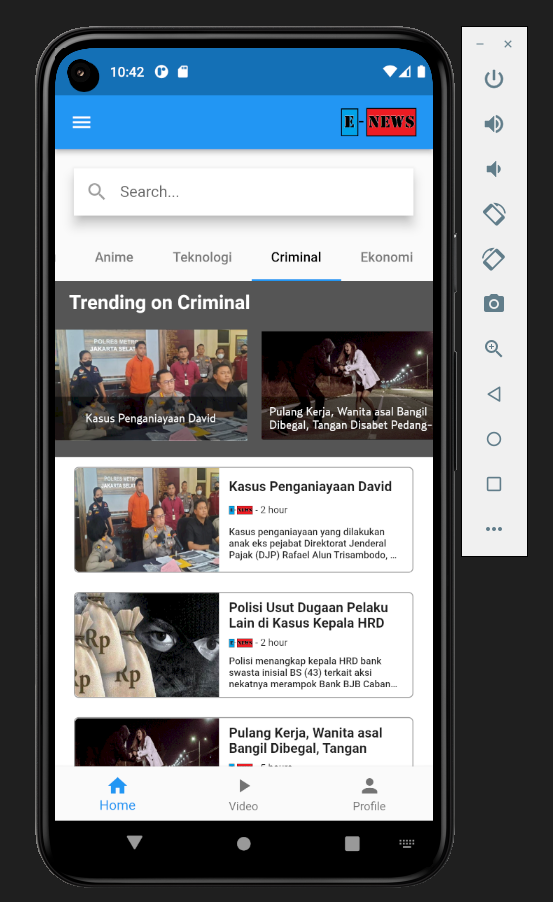 10:42
E-NEWS
Search...
Anime
Teknologi
Criminal
Ekonomi
Trending on Criminal
POLRES METRO
JAKARTA SELAT
Kasus Penganiayaan David
Pulang Kerja, Wanita asal Bangil
Dibegal, Tangan Disabet Pedang-
Kasus Penganiayaan David
E-NEWS - 2 hour
Kasus penganiayaan yang dilakukan
anak eks pejabat Direktorat Jenderal
Pajak (DJP) Rafael Alun Trisambodo, ...
Rp
Rp
Rp
Polisi Usut Dugaan Pelaku
Lain di Kasus Kepala HRD
E-NEWS - 2 hour
Polisi menangkap kepala HRD bank
swasta inisial BS (43) terkait aksi
nekatnya merampok Bank BJB Caban...
Pulang Kerja, Wanita asal
Bangil Dibegal, Tangan
Home
Video
Profile